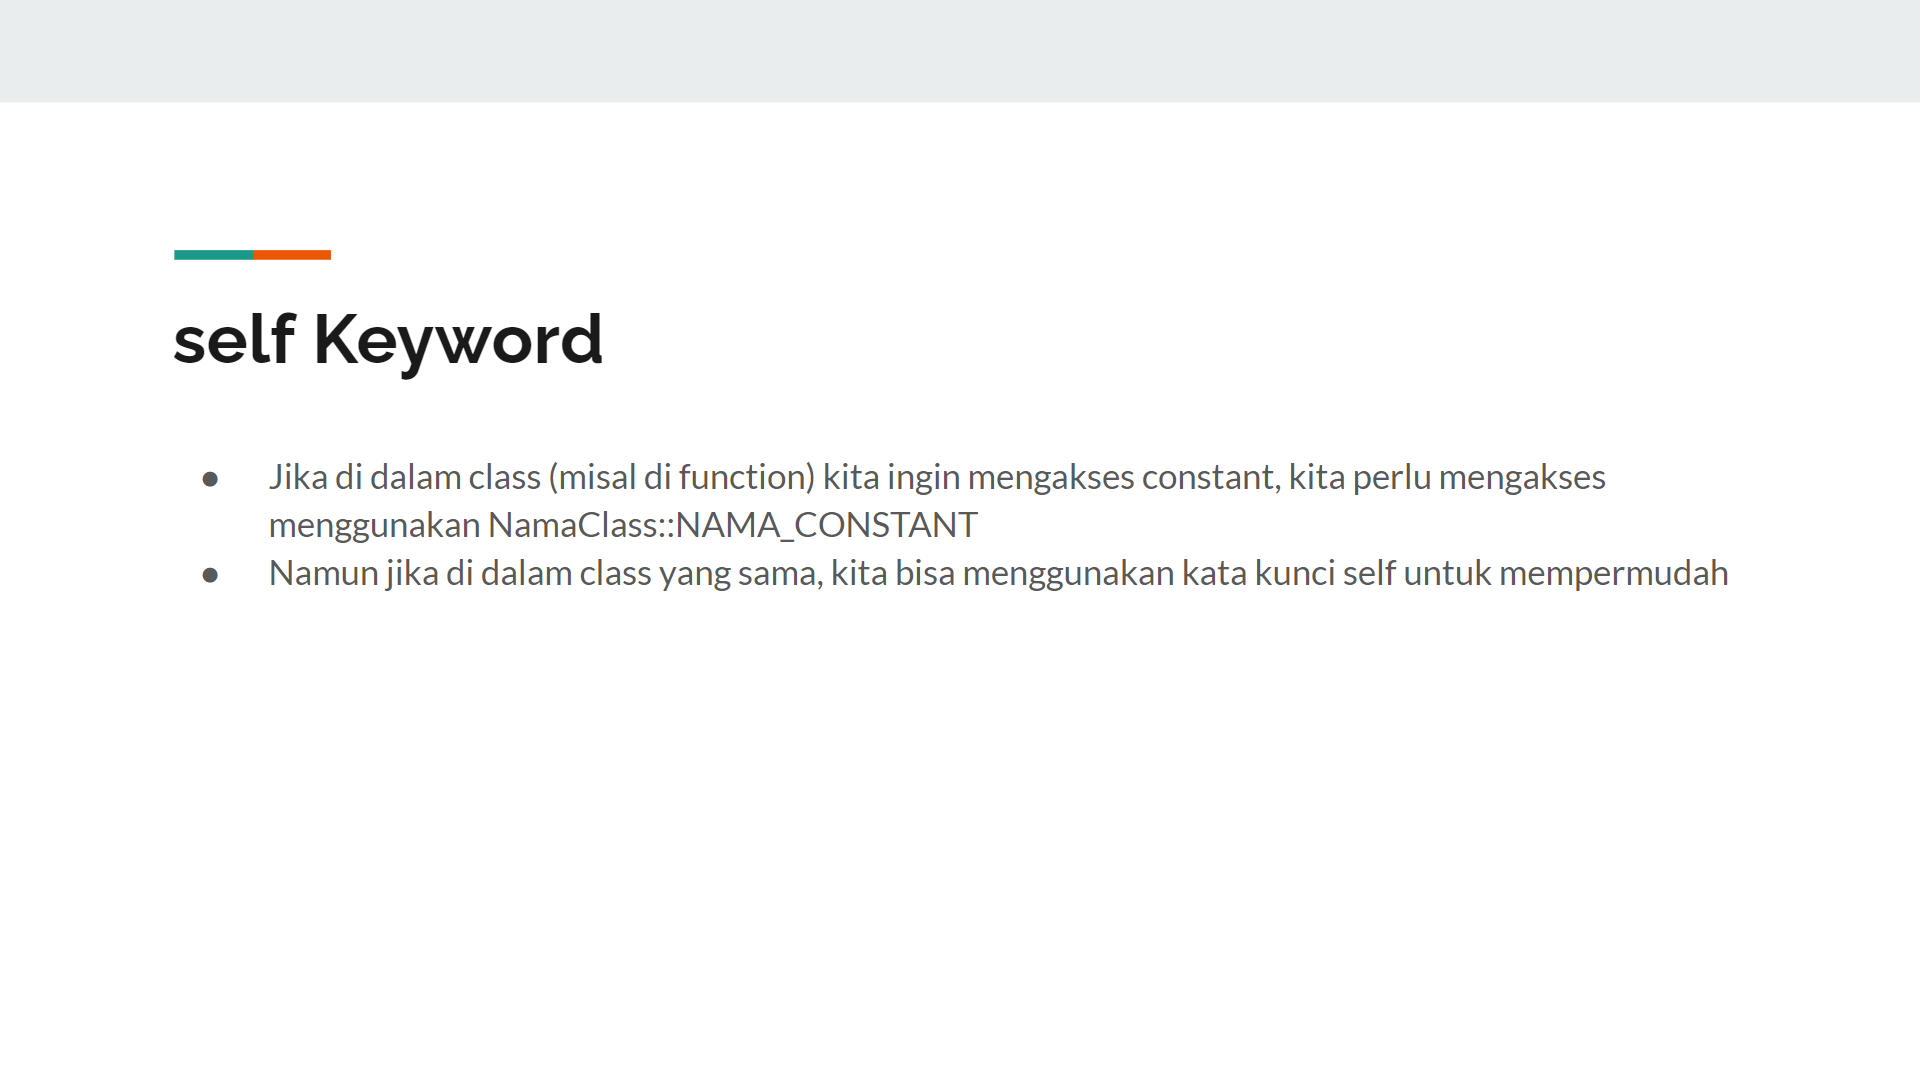 self Keyword
● Jika di dalam class (misal di function) kita ingin mengakses constant, kita perlu mengakses
menggunakan NamaClass::NAMA_CONSTANT
● Namun jika di dalam class yang sama, kita bisa menggunakan kata kunci self untuk mempermudah